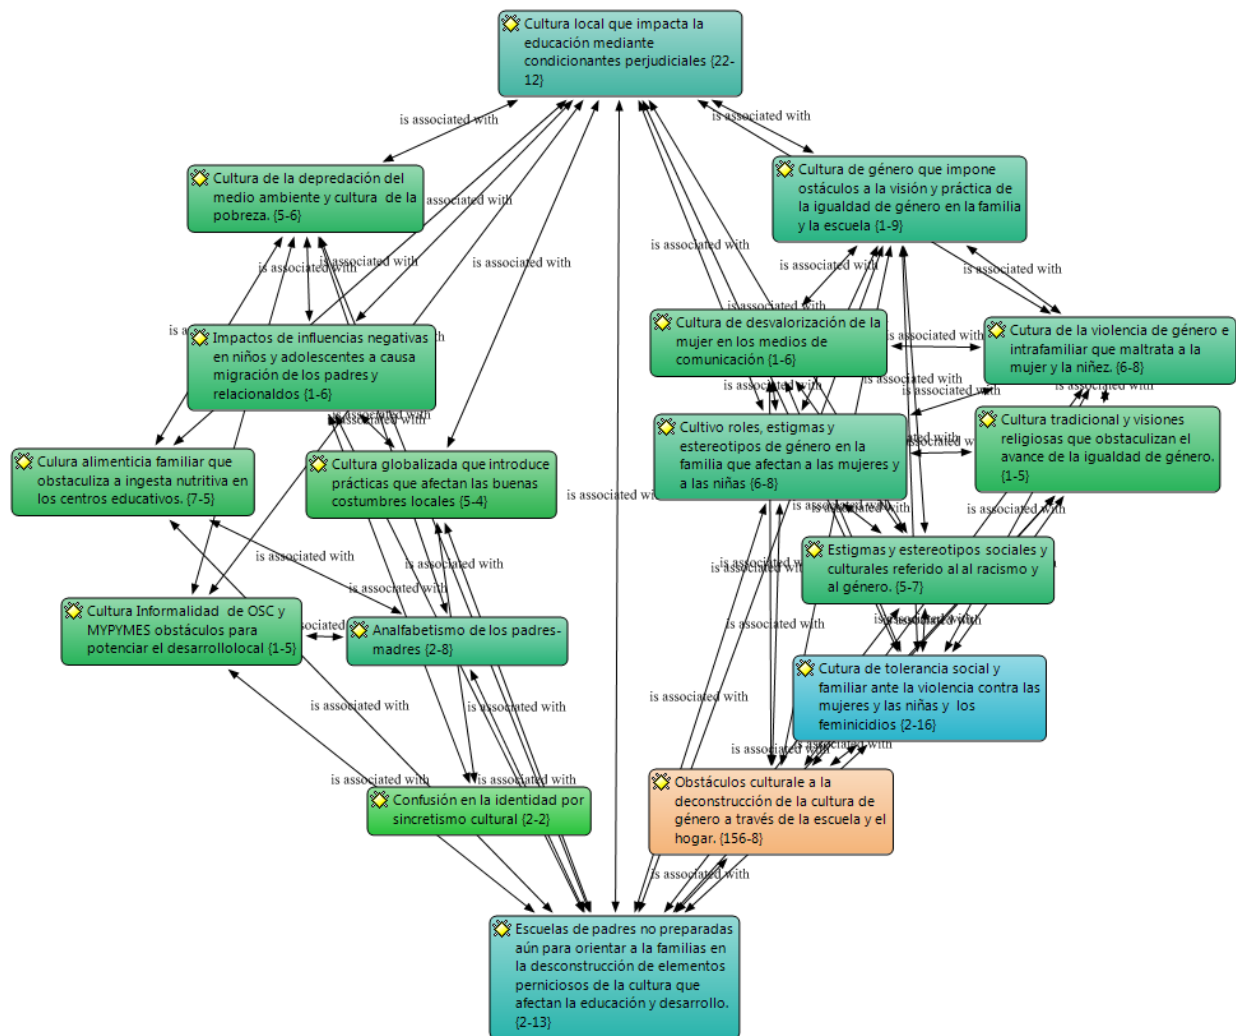 Cultura local que impacta la
educación mediante
condicionantes perjudiciales {22-
12}
is associated with
is associated with
Cultura de la depredación del
medio ambiente y cultura de la
pobreza. {5-6}
associated with
Cultura de género que impone
ostáculos a la visión y práctica de
la igualdad de género en la familia
y la escuela {1-9}
is associated with
is associated with
is associated with
is associated with
Impactos de influencias negativas
en niños y adolescentes a causa
migración de los padres y
relacionaldos {1-6}
Cultura de desvalorización de la
mujer en los medios de
comunicación {1-6}
is associated with
Cutura de la violencia de género e
intrafamiliar que maltrata a la
mujer y la niñez. {6-8}
is associated with
Cultivo roles, estigmas y
estereotipos de género en la
familia que afectan a las mujeres y
a las niñas {6-8}
Cultura tradicional y visiones
religiosas que obstaculizan el
avance de la igualdad de género.
{1-5}
Culura alimenticia familiar que
obstaculiza a ingesta nutritiva en
los centros educativos. {7-5}
Cultura globalizada que introduce
prácticas que afectan las buenas
costumbres locales {5-4}
is associated with
is associated with
Estigmas y estereotipos sociales y
culturales referido al al racismo y
al género. {5-7}
Cultura Informalidad de OSC y
MYPYMES obstáculos para
potenciar el desarrollolocal {1-5}
Analfabetismo de los padres-
madres {2-8}
is associated with
Cutura de tolerancia social y
familiar ante la violencia contra las
mujeres y las niñas y los
feminicidios {2-16}
is associated with
is associated with
is associated with
is associated with
is associated with
Confusión en la identidad por
sincretismo cultural {2-2}
Obstáculos culturale a la
deconstrucción de la cultura de
género a través de la escuela y el
hogar. {156-8}
is associated with
Escuelas de padres no preparadas
aún para orientar a la familias en
la desconstrucción de elementos
perniciosos de la cultura que
afectan la educación y desarrollo.
{2-13}